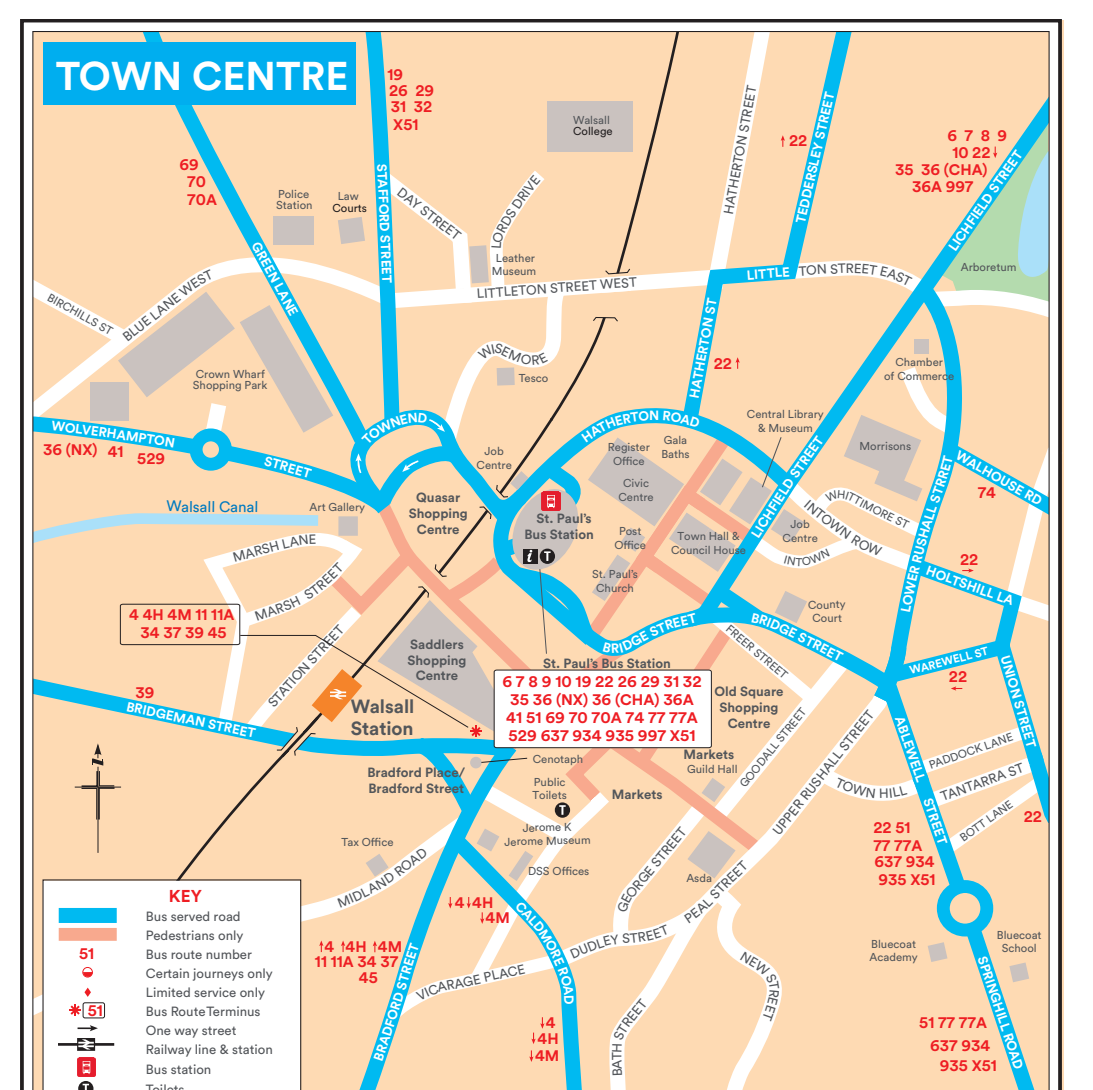 TOWN CENTRE
19
26 29
31 32
X51
Walsall
College
HATHERTON STREET
↑22
TEDDERSLEY STREET
6 7 8 9
10 22↓
35 36 (CHA)
36A 997
LICHFIELD STREET
69
70
70A
Police
Station
Law
Courts
STAFFORD STREET
DAY STREET
LORDS DRIVE
Leather
Museum
GREEN LANE
LITTLETON STREET WEST
LITTLE
TON STREET EAST
Arboretum
BIRCHILLS ST
BLUE LANE WEST
Crown Wharf
Shopping Park
WISEMORE
Tesco
HATHERTON ST
22↑
Chamber
of Commerce
WOLVERHAMPTON
STREET
36 (NX) 41
529
TOWNEND
HATHERTON ROAD
Central Library
& Museum
Register
Office
Gala
Baths
Morrisons
Job
Centre
Civic
Centre
LICHFIELD STREET
WALHOUSE RD
74
Walsall Canal
Art Gallery
Quasar
Shopping
Centre
St. Paul's
Bus Station
i T
Post
Office
Town Hall &
Council House
WHITTIMORE ST
INTOWN ROW
Job
Centre
INTOWN
LOWER RUSHALL STREET
22
→
HOLTSHILL LA
MARSH LANE
MARSH STREET
St. Paul's
Church
County
Court
4 4H 4M 11 11A
34 37 39 45
STATION STREET
Saddlers
Shopping
Centre
BRIDGE STREET
BRIDGE STREET
FREER STREET
WAREWELL ST
22
←
UNION STREET
St. Paul's Bus Station
6 7 8 9 10 19 22 26 29 31 32
35 36 (NX) 36 (CHA) 36A
41 51 69 70 70A 74 77 77A
529 637 934 935 997 X51
Old Square
Shopping
Centre
39
BRIDGEMAN STREET
Walsall
Station
Cenotaph
Bradford Place/
Bradford Street
Public
Toilets
T
Markets
Guild Hall
Markets
GOODALL STREET
UPPER RUSHALL STREET
ABLEWELL
STREET
PADDOCK LANE
TOWN HILL
TANTARRA ST
BOTT LANE
22
Jerome K
Jerome Museum
DSS Offices
Tax Office
MIDLAND ROAD
GEORGE STREET
Asda
PEAL STREET
22 51
77 77A
637 934
935 X51
↓4↓4H
↓4M
CALDMORE ROAD
DUDLEY STREET
↑4 ↑4H ↑4M
11 11A 34 37
45
BRADFORD STREET
VICARAGE PLACE
NEW STREET
Bluecoat
Academy
Bluecoat
School
↓4
↓4H
↓4M
BATH STREET
51 77 77A
637 934
935 X51
SPRINGHILL ROAD
KEY
Bus served road
Pedestrians only
51 Bus route number
Certain journeys only
Limited service only
51 Bus Route Terminus
One way street
Railway line & station
Bus station
T Toilets